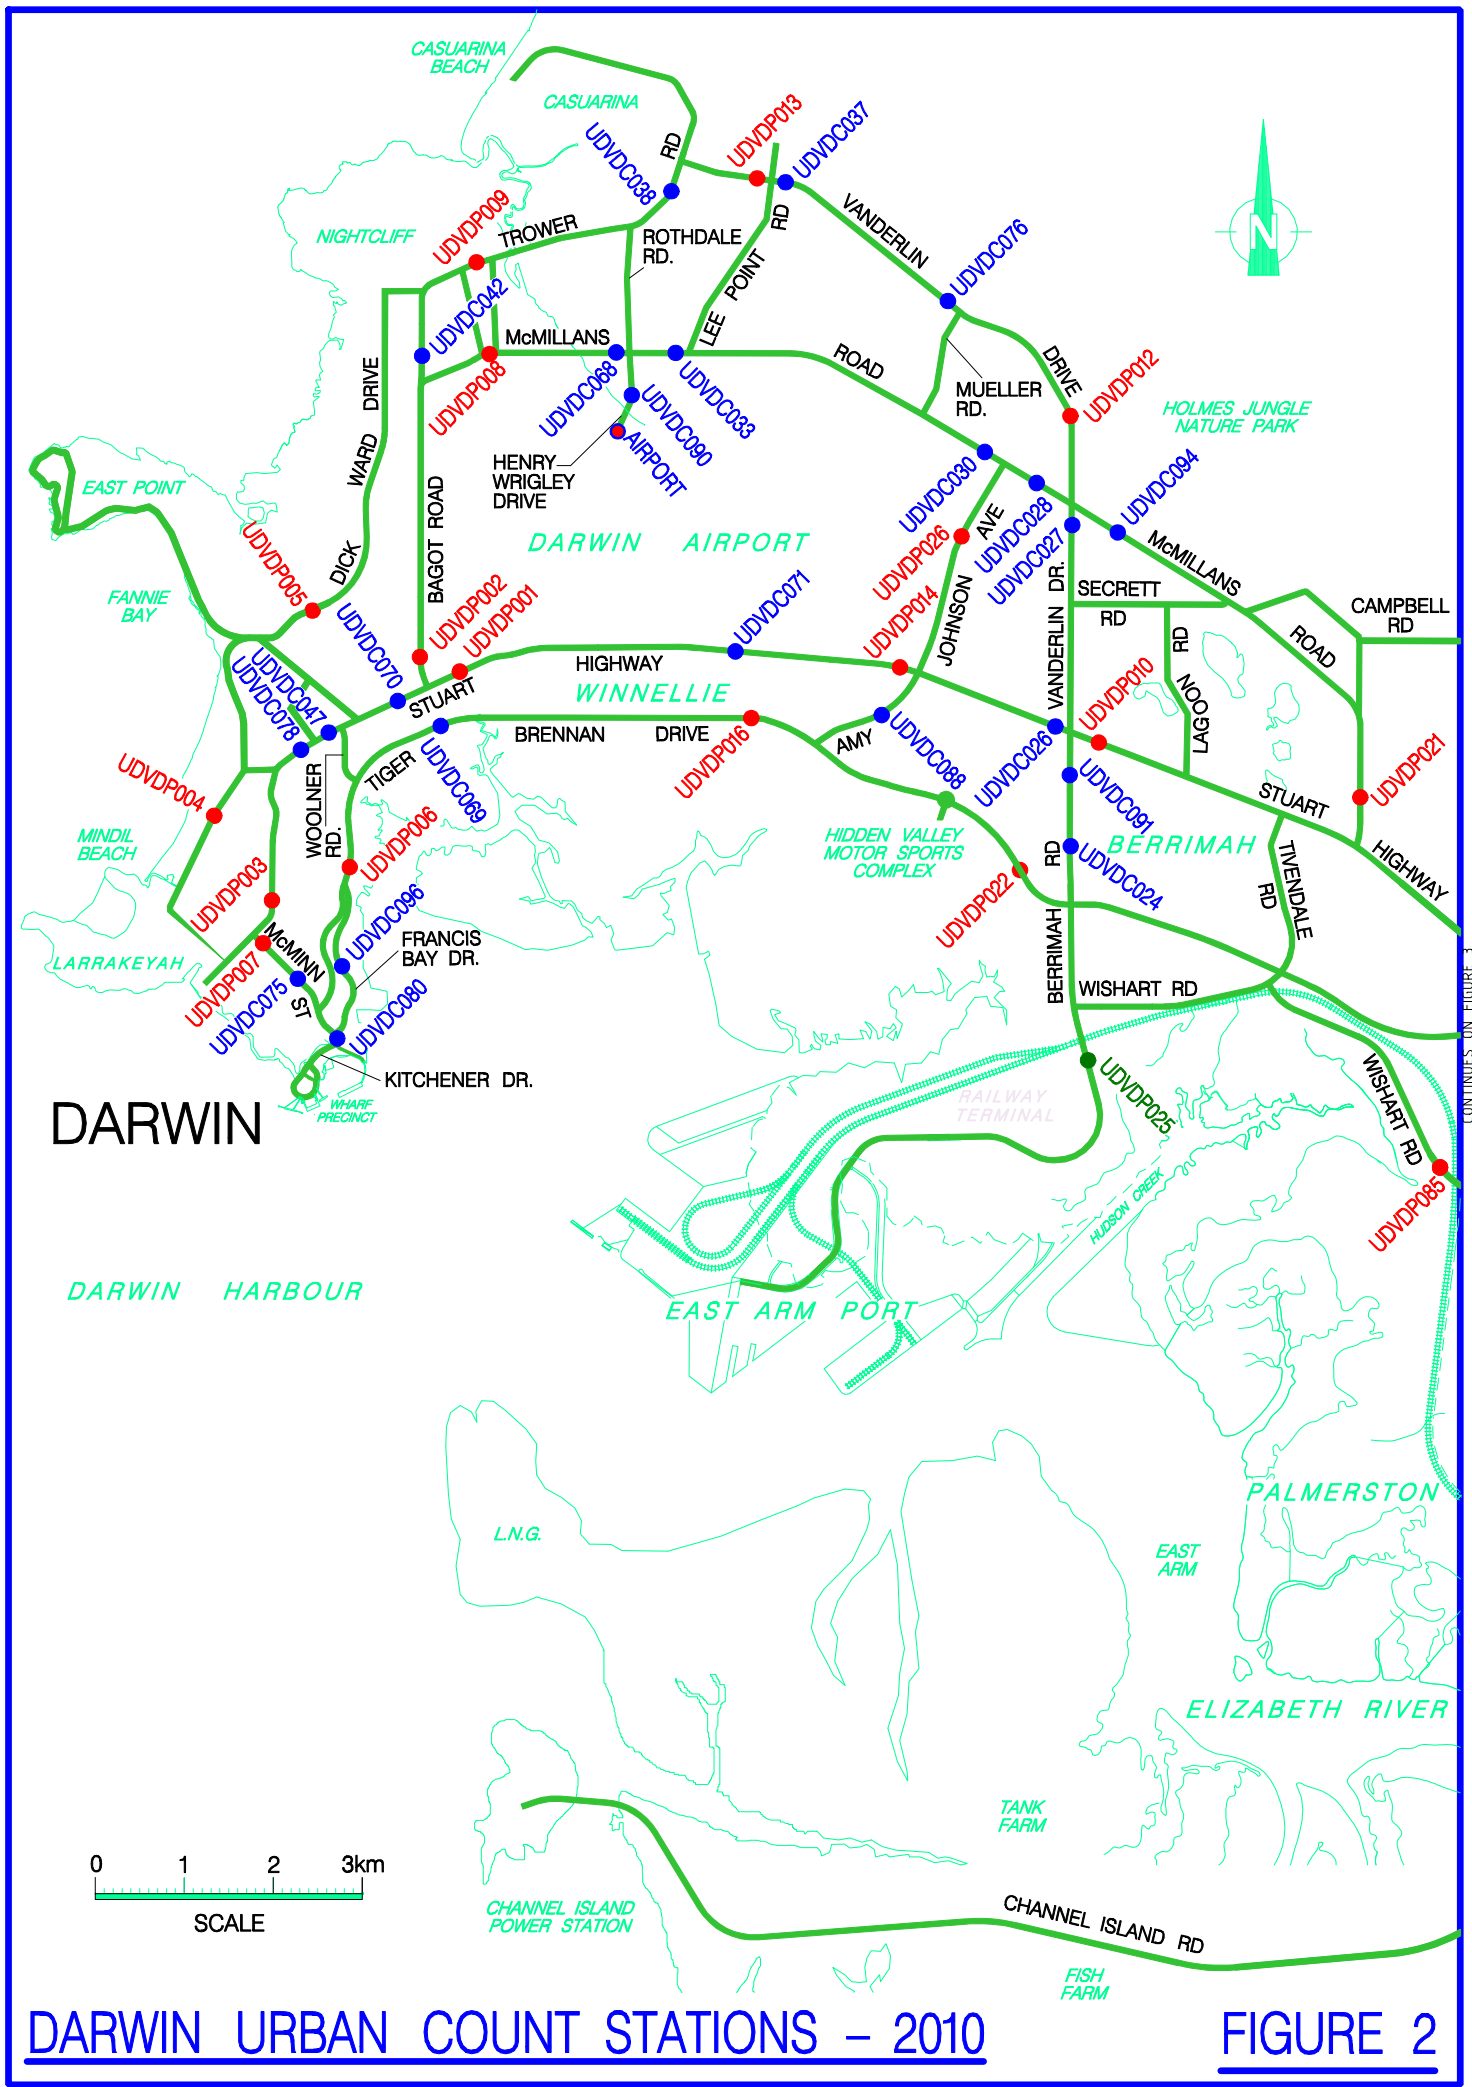 CASUARINA
BEACH
CASUARINA
UDVDP013
UDVDC037
UDVDC038
RD
UDVDP009
NIGHTCLIFF
TROWER
ROTHDALE
RD.
RD
VANDERLIN
UDVDC076
N
UDVDC042
LEE POINT
McMILLANS
ROAD
DRIVE
UDVDP012
MUELLER
RD.
HOLMES JUNGLE
NATURE PARK
DRIVE
UDVDP008
UDVDC068
UDVDC090
UDVDC033
AIRPORT
HENRY
WRIGLEY
DRIVE
WARD
EAST POINT
UDVDC030
UDVDC094
UDVDC028
UDVDC027
AVE
UDVDP026
DARWIN AIRPORT
BAGOT ROAD
UDVDP005
DICK
McMILLANS
VANDERLIN DR.
SECRETT
RD
CAMPBELL
RD
FANNIE
BAY
UDVDP002
UDVDP001
UDVDC071
UDVDP014
JOHNSON
UDVDC070
RD
ROAD
HIGHWAY
WINNELLIE
STUART
UDVDC047
UDVDC078
UDVDP010
LAGOON
BRENNAN DRIVE
AMY
UDVDP016
UDVDC088
UDVDC026
UDVDP004
TIGER
UDVDC069
UDVDP021
STUART
UDVDC091
WOOLNER
RD.
UDVDP006
MINDIL
BEACH
HIDDEN VALLEY
MOTOR SPORTS
COMPLEX
RD
BERRIMAH
HIGHWAY
TIVENDALE
RD
UDVDP003
UDVDP022
UDVDC024
UDVDC096
LARRAKEYAH
McMINN
ST
FRANCIS
BAY DR.
BERRIMAH
UDVDP007
UDVDC075
UDVDC080
WISHART RD
CONTINUES ON FIGURE 3
KITCHENER DR.
WHARF
PRECINCT
DARWIN
RAILWAY
TERMINAL
UDVDP025
WISHART RD
HUDSON CREEK
UDVDP085
DARWIN HARBOUR
EAST ARM PORT
PALMERSTON
L.N.G.
EAST
ARM
ELIZABETH RIVER
TANK
FARM
0 1 2 3km
SCALE
CHANNEL ISLAND
POWER STATION
CHANNEL ISLAND RD
FISH
FARM
DARWIN URBAN COUNT STATIONS – 2010
FIGURE 2